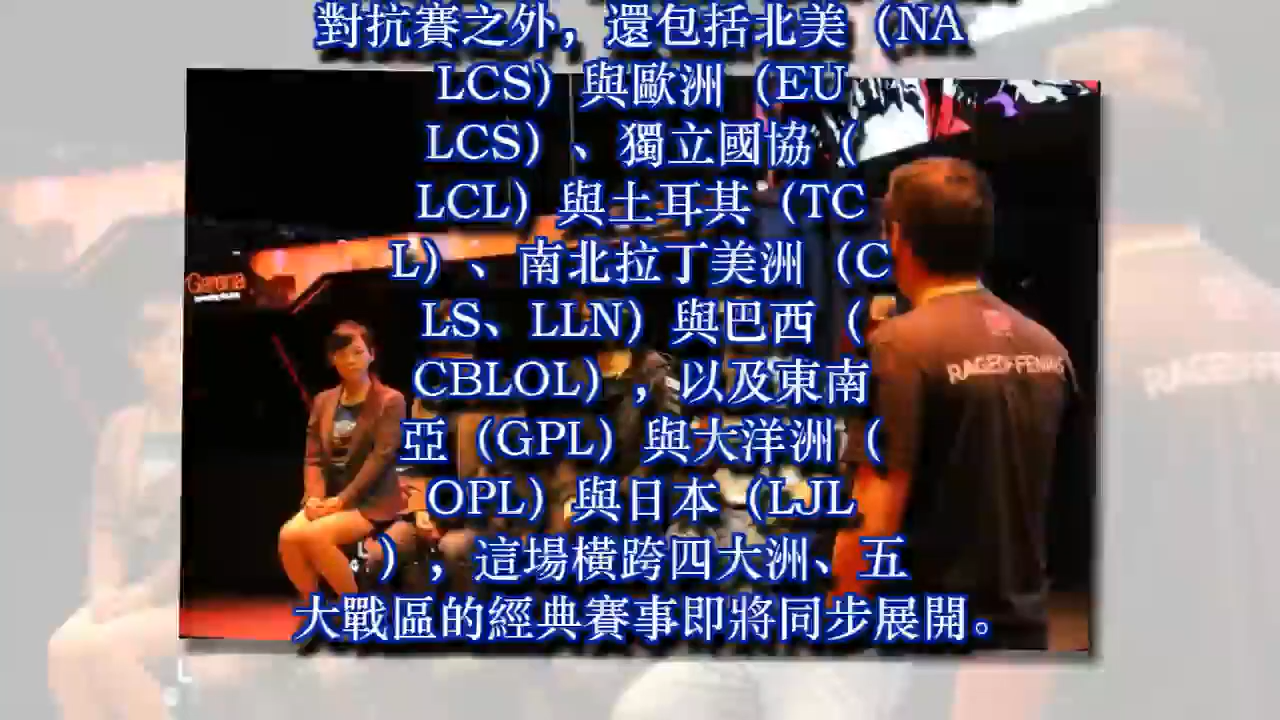 對抗賽之外，還包括北美（NA
LCS）與歐洲（EU
LCS）、獨立國協（
LCL）與土耳其（TC
L）、南北拉丁美洲（C
LS、LLN）與巴西（
CBLOL），以及東南
亞（GPL）與大洋洲（
OPL）與日本（LJL
），這場橫跨四大洲、五
大戰區的經典賽事即將同步展開。
Garena
RAGED-FENNIS